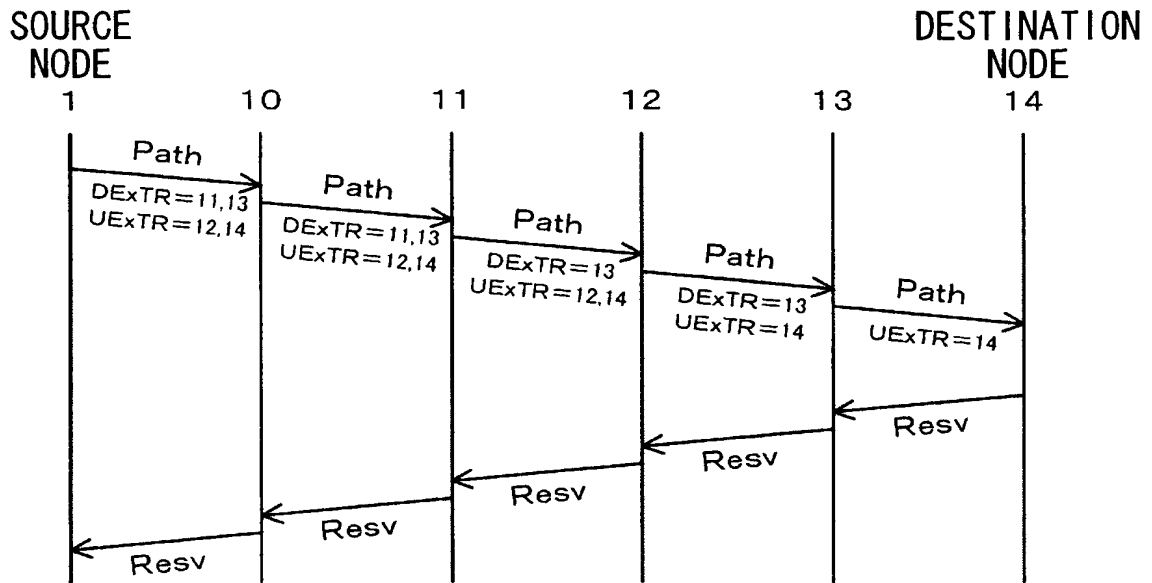 SOURCE
NODE
DESTINATION
NODE
1
10
11
12
13
14
Path
DExTR=11,13
UExTR=12,14
Path
DExTR=11,13
UExTR=12,14
Path
DExTR=13
UExTR=12,14
Path
DExTR=13
UExTR=14
Path
UExTR=14
Resv
Resv
Resv
Resv
Resv